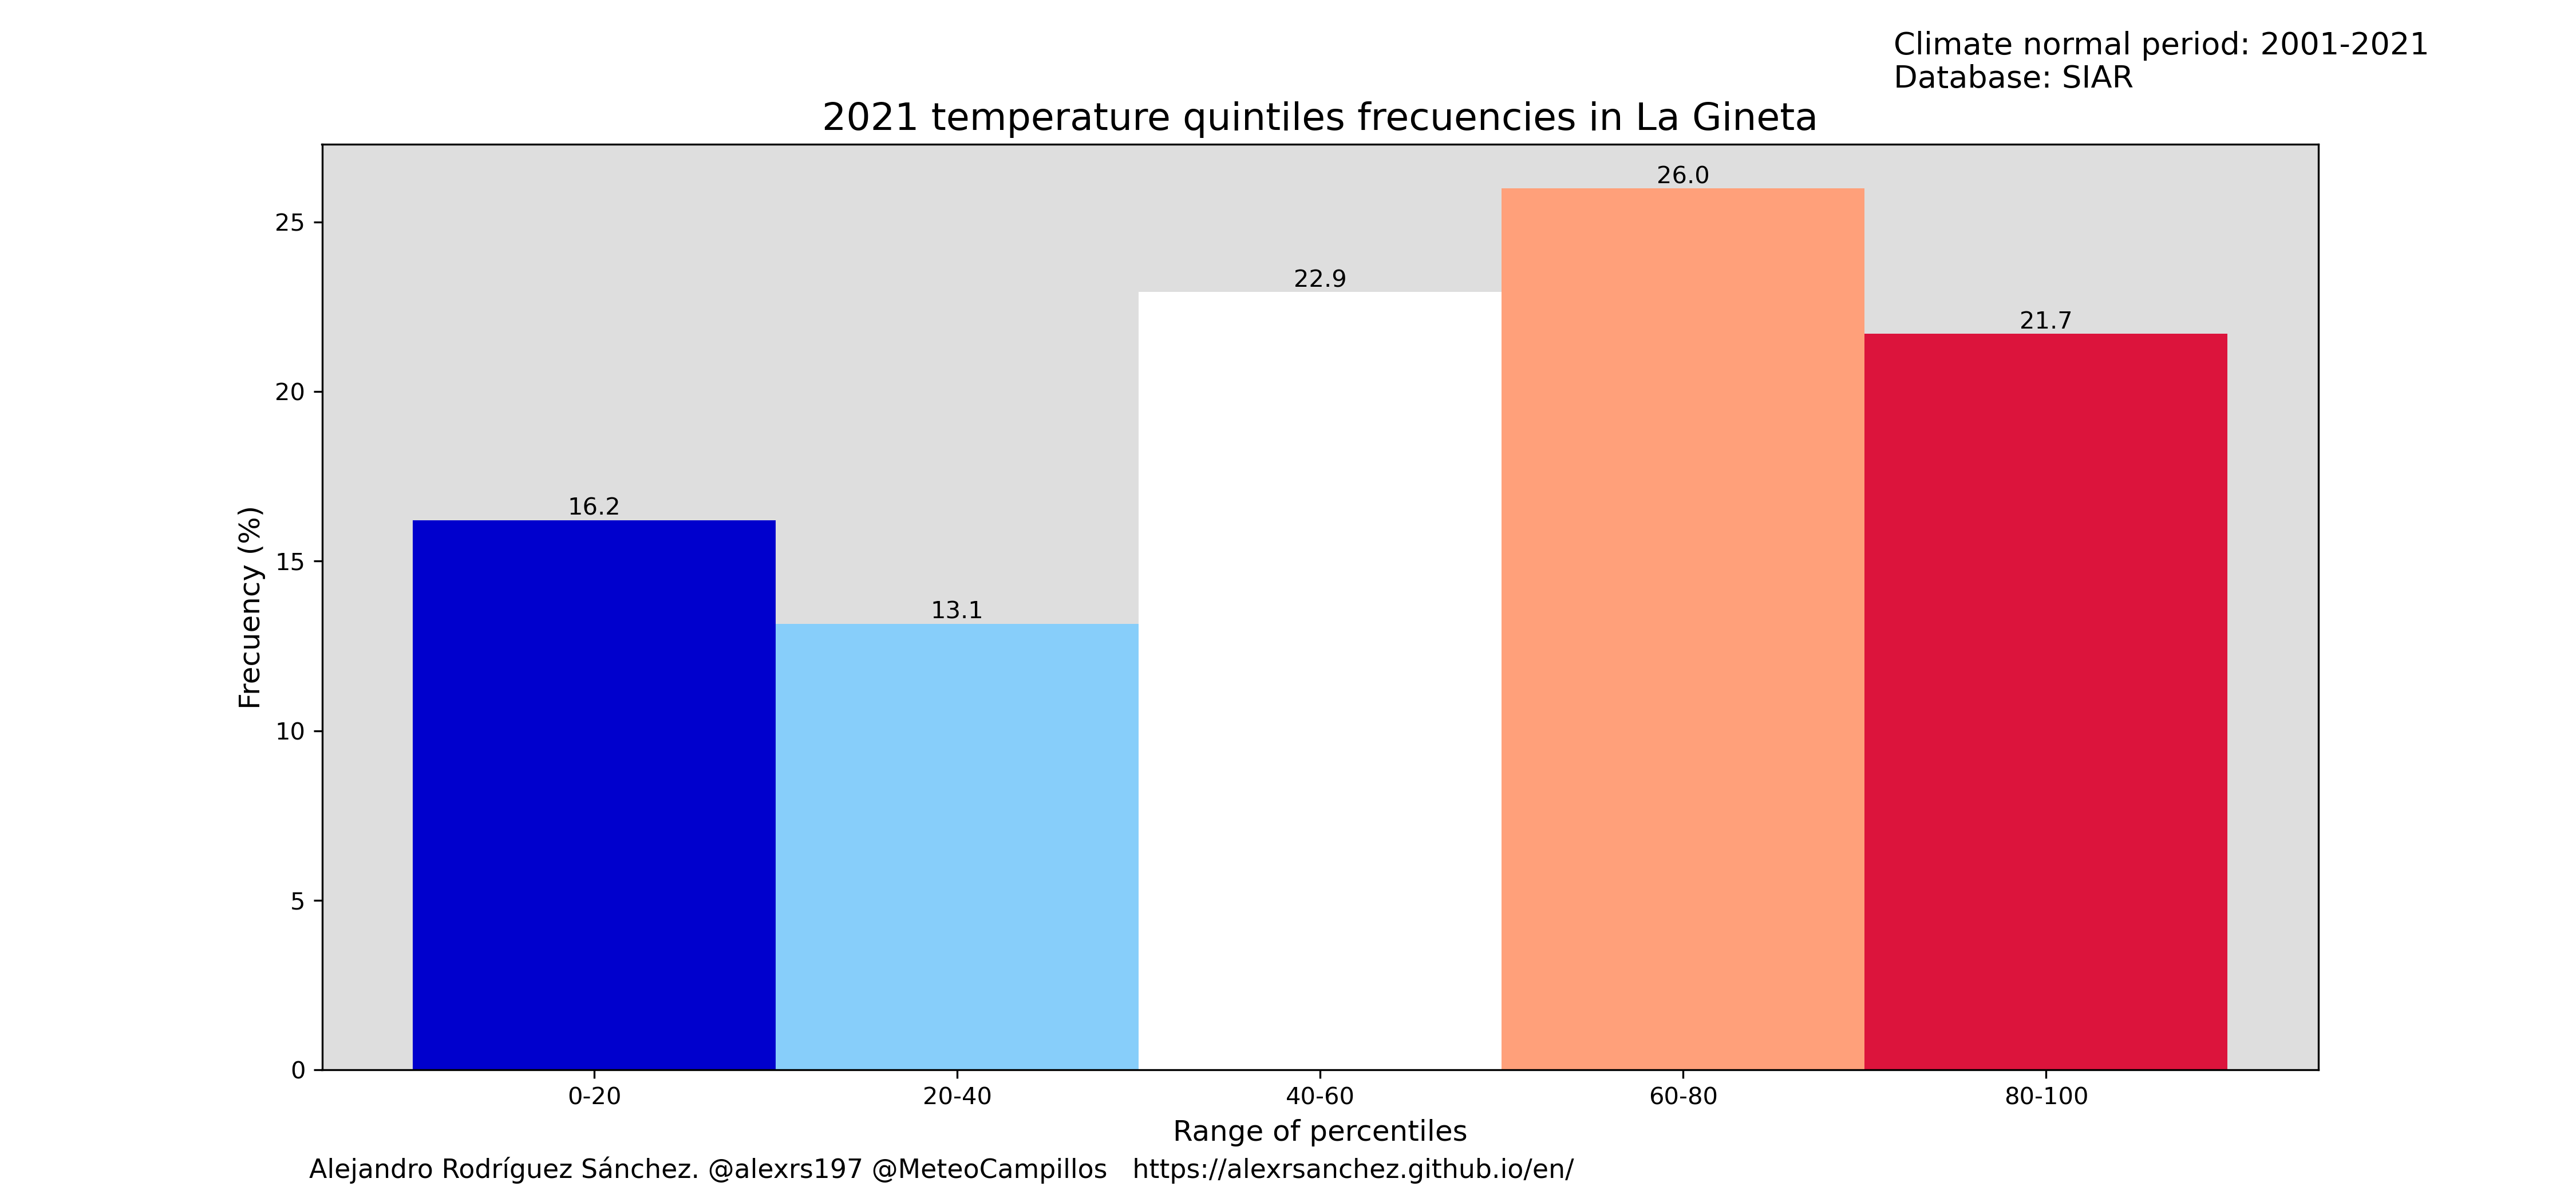 Climate normal period: 2001-2021
Database: SIAR
2021 temperature quintiles frecuencies in La Gineta
26.0
25
22.9
21.7
20
16.2
Frecuency (%)
15
13.1
10
5
0
0-20 20-40 40-60 60-80 80-100
Range of percentiles
Alejandro Rodríguez Sánchez. @alexrs197 @MeteoCampillos https://alexrsanchez.github.io/en/